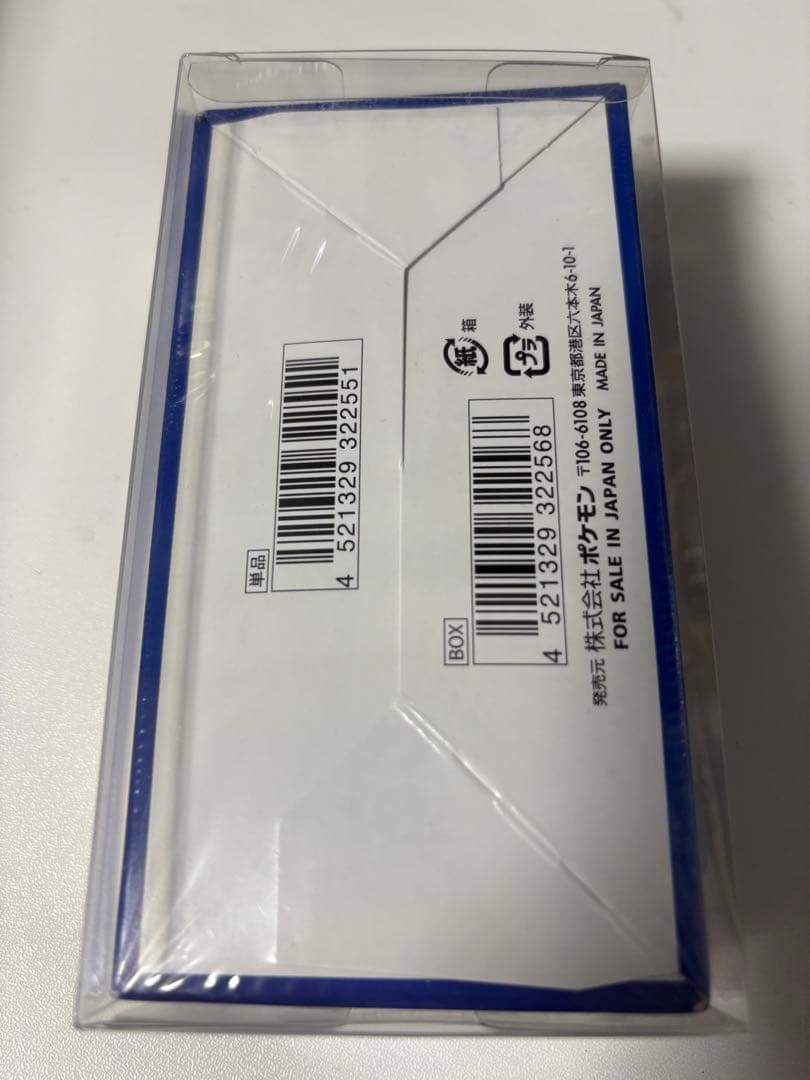 単品
4 521329 322551
BOX
4 521329 322568
紙 箱
プラ 外装
発売元 株式会社 ポケモン 〒106-6108 東京都港区六本木6-10-1
FOR SALE IN JAPAN ONLY MADE IN JAPAN